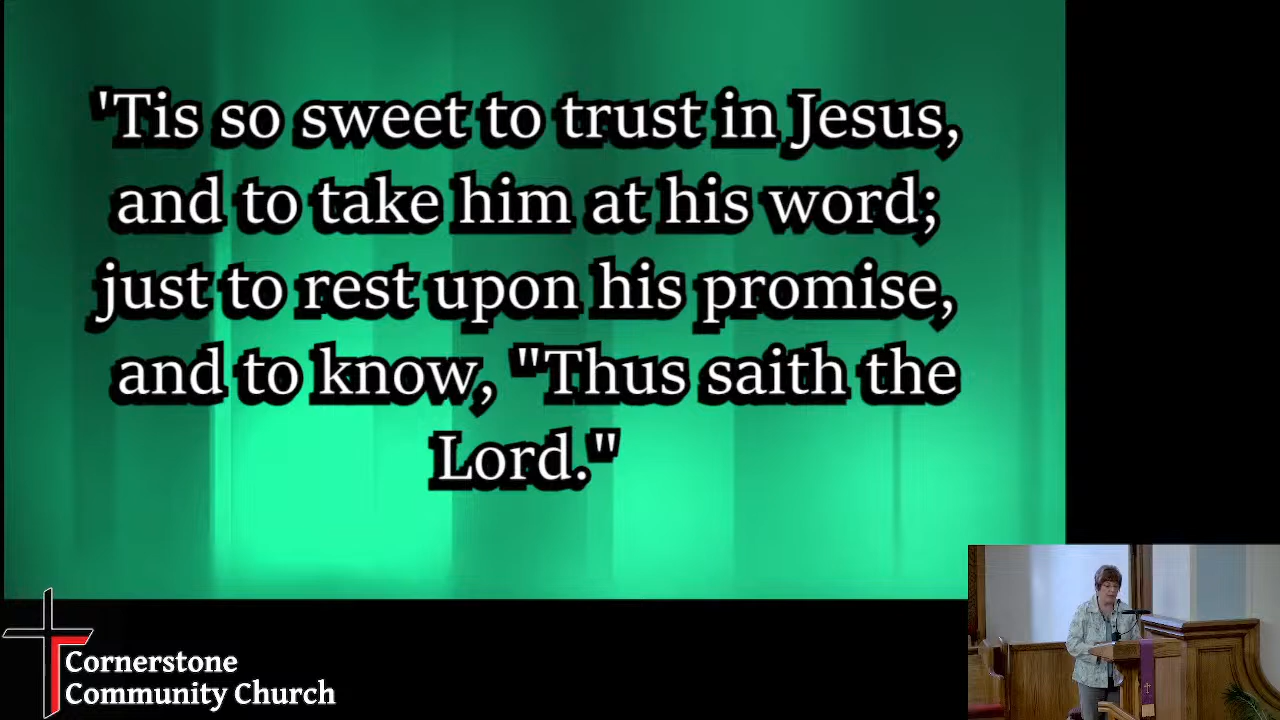 'Tis so sweet to trust in Jesus,
and to take him at his word;
just to rest upon his promise,
and to know, "Thus saith the
Lord."
Cornerstone
Community Church